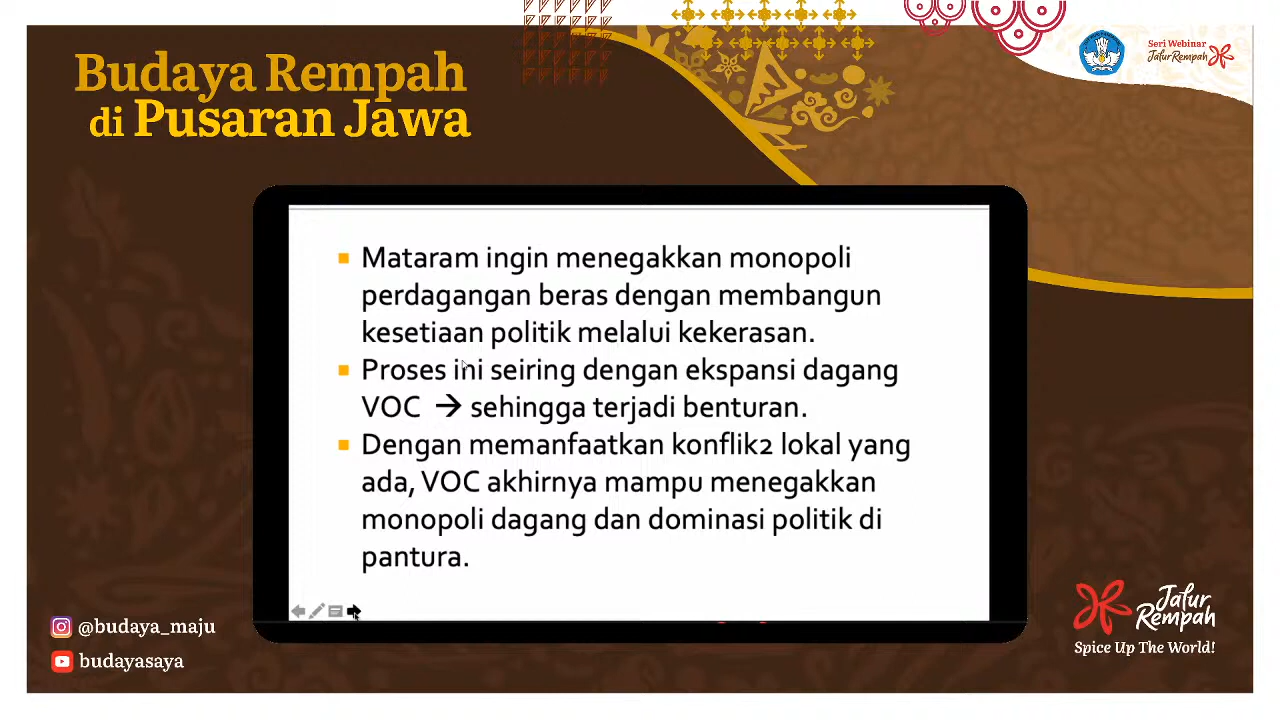 Budaya Rempah
di Pusaran Jawa
Seri Webinar
Jalur Rempah
Mataram ingin menegakkan monopoli
perdagangan beras dengan membangun
kesetiaan politik melalui kekerasan.
Proses ini seiring dengan ekspansi dagang
VOC → sehingga terjadi benturan.
Dengan memanfaatkan konflik2 lokal yang
ada, VOC akhirnya mampu menegakkan
monopoli dagang dan dominasi politik di
pantura.
@budaya_maju
budayasaya
Jalur
Rempah
Spice Up The World!